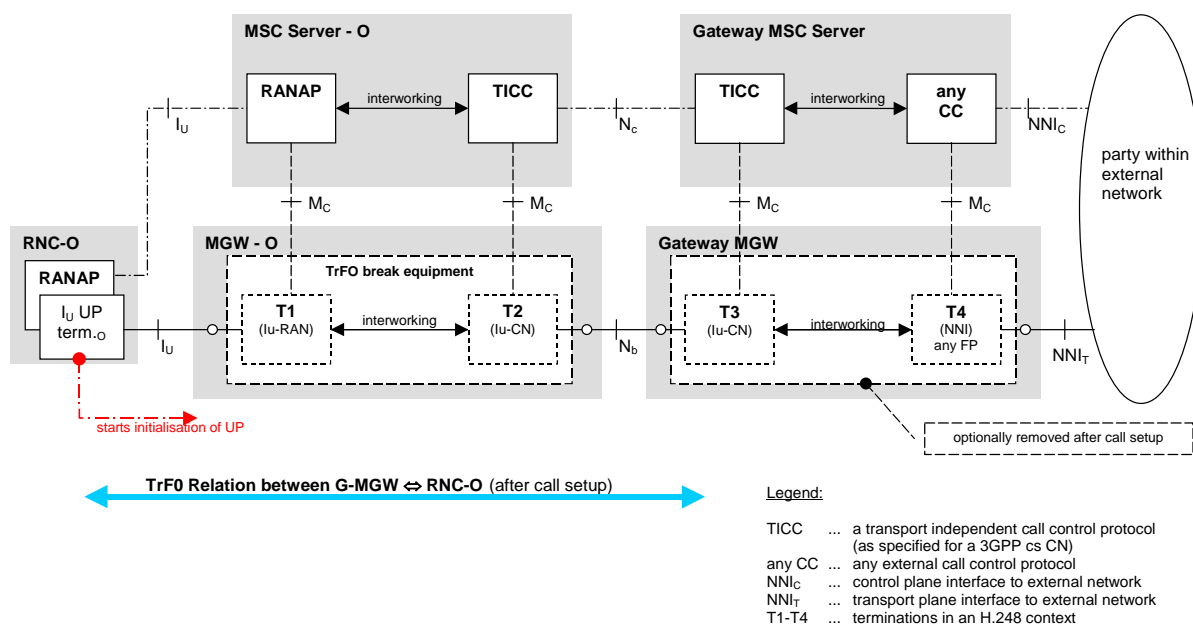 MSC Server - O
Gateway MSC Server
RANAP
interworking
TICC
TICC
interworking
any
CC
IU
Nc
NNIC
party within
external
network
MC
MC
MC
MC
RNC-O
MGW - O
Gateway MGW
RANAP
IU UP
term.O
TrFO break equipment
T1
(Iu-RAN)
interworking
T2
(Iu-CN)
T3
(Iu-CN)
interworking
T4
(NNI)
any FP
IU
Nb
NNIT
starts initialisation of UP
optionally removed after call setup
TrF0 Relation between G-MGW ⇔ RNC-O (after call setup)
Legend:
TICC ... a transport independent call control protocol
(as specified for a 3GPP cs CN)
any CC ... any external call control protocol
NNIC ... control plane interface to external network
NNIT ... transport plane interface to external network
T1-T4 ... terminations in an H.248 context